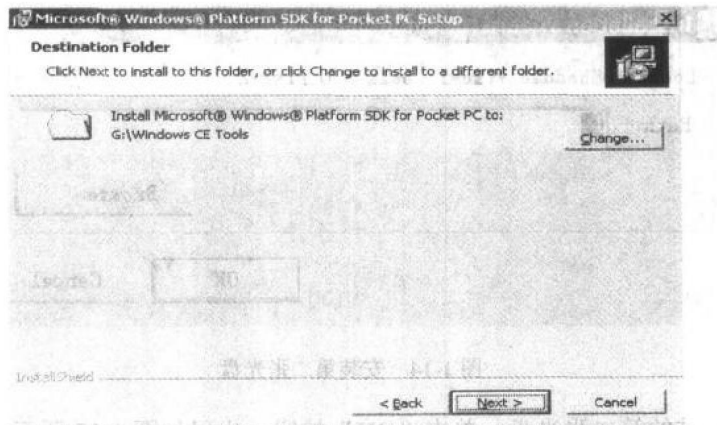 Microsoft® Windows® Platform SDK for Pocket PC Setup
Destination Folder
Click Next to install to this folder, or click Change to install to a different folder.
Install Microsoft® Windows® Platform SDK for Pocket PC to:
G:\Windows CE Tools
Change...
InstallShield
< Back
Next >
Cancel